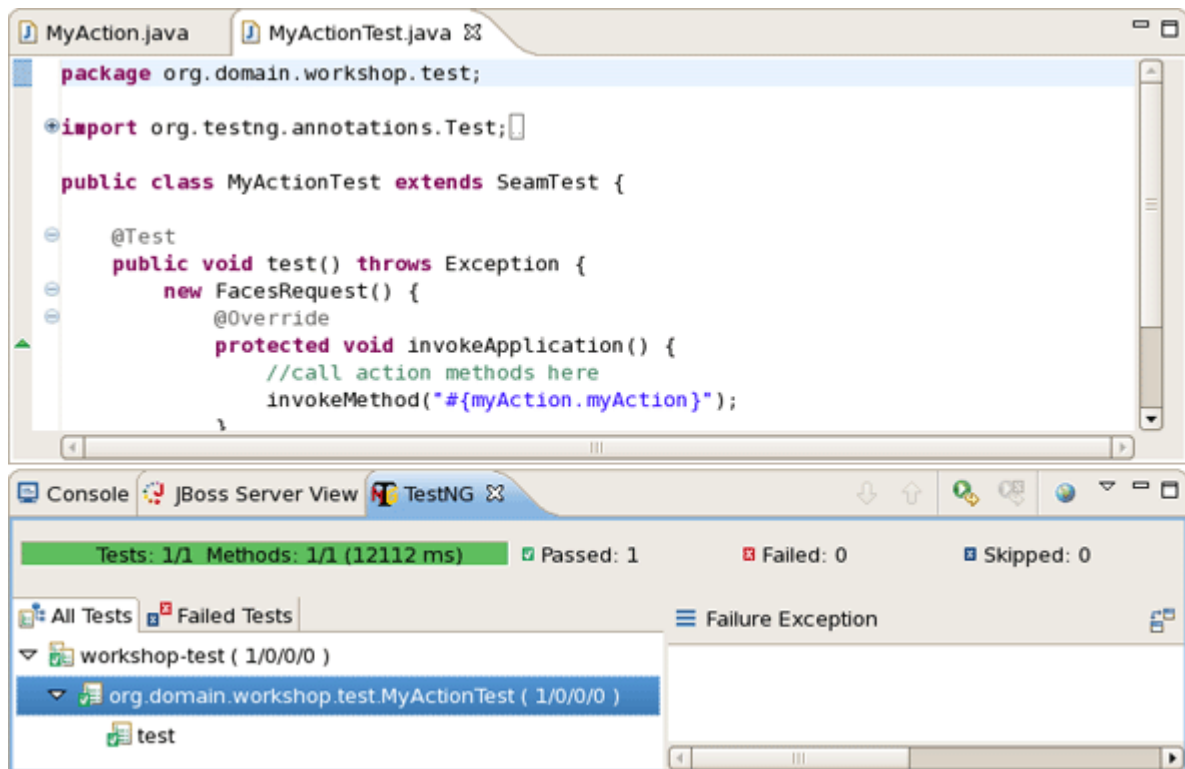 MyAction.java MyActionTest.java
package org.domain.workshop.test;
import org.testng.annotations.Test;
public class MyActionTest extends SeamTest {
@Test
public void test() throws Exception {
new FacesRequest() {
@Override
protected void invokeApplication() {
//call action methods here
invokeMethod("#{myAction.myAction}");
}
Console JBoss Server View TestNG
Tests: 1/1 Methods: 1/1 (12112 ms) Passed: 1 Failed: 0 Skipped: 0
All Tests Failed Tests Failure Exception
workshop-test ( 1/0/0/0 )
org.domain.workshop.test.MyActionTest ( 1/0/0/0 )
test